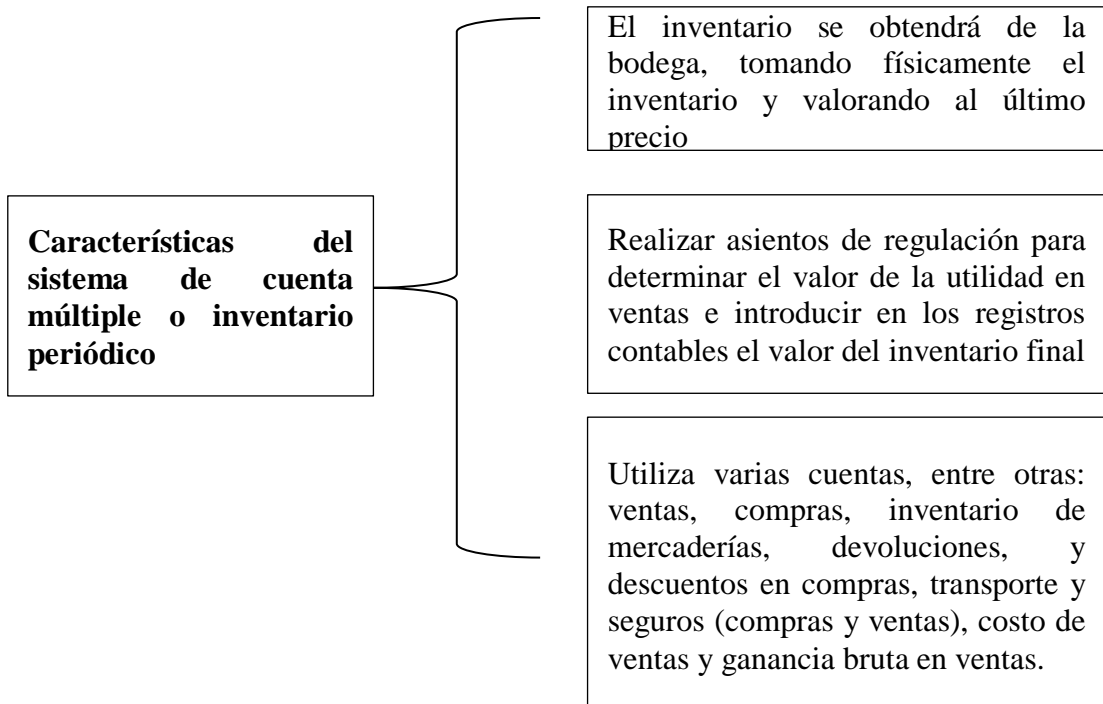 El inventario se obtendrá de la
bodega, tomando físicamente el
inventario y valorando al último
precio
Características del
sistema de cuenta
múltiple o inventario
periódico
Realizar asientos de regulación para
determinar el valor de la utilidad en
ventas e introducir en los registros
contables el valor del inventario final
Utiliza varias cuentas, entre otras:
ventas, compras, inventario de
mercaderías, devoluciones, y
descuentos en compras, transporte y
seguros (compras y ventas), costo de
ventas y ganancia bruta en ventas.